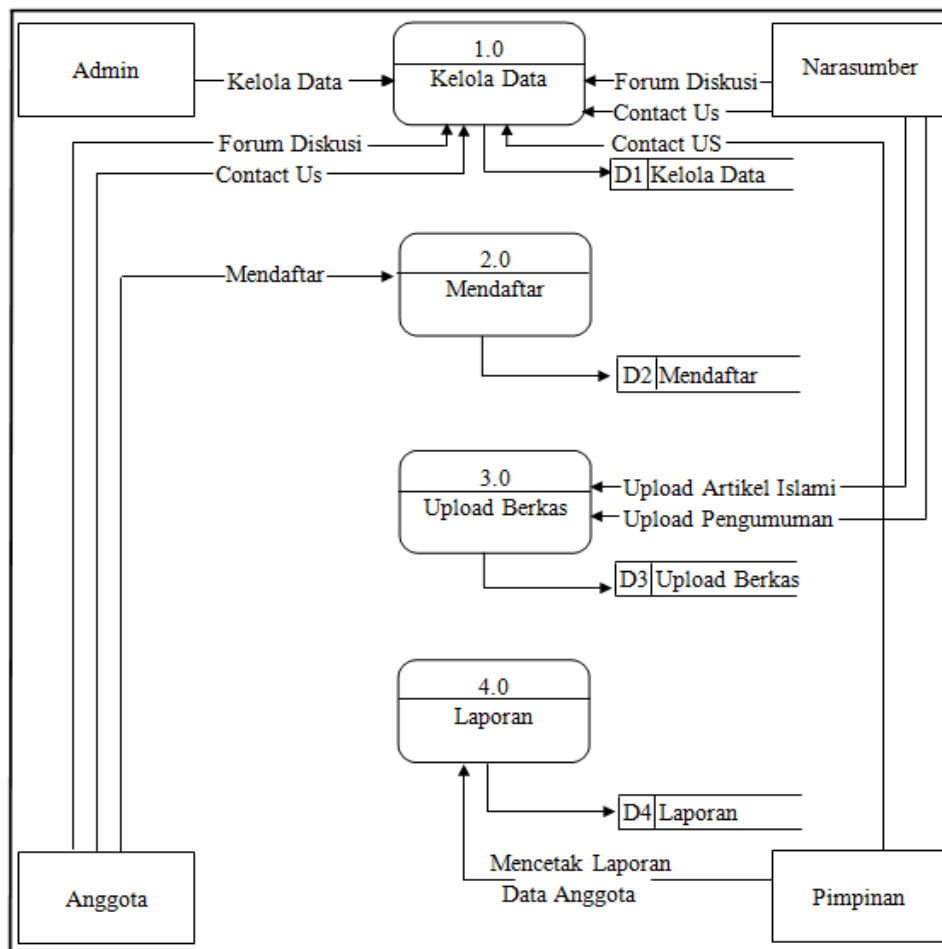 Admin
1.0
Kelola Data
Narasumber
Kelola Data
Forum Diskusi
Contact Us
Forum Diskusi
Contact US
Contact Us
D1 Kelola Data
2.0
Mendaftar
Mendaftar
D2 Mendaftar
3.0
Upload Berkas
Upload Artikel Islami
Upload Pengumuman
D3 Upload Berkas
4.0
Laporan
D4 Laporan
Mencetak Laporan
Data Anggota
Anggota
Pimpinan